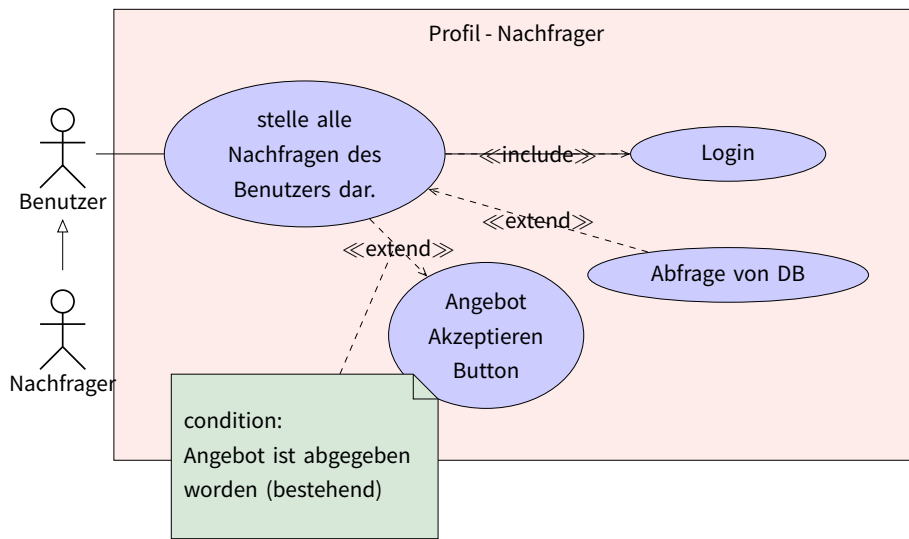 Profil - Nachfrager
stelle alle
Nachfragen des
Benutzers dar.
≪include≫
Login
Benutzer
≪extend≫
≪extend≫
Abfrage von DB
Angebot
Akzeptieren
Button
Nachfrager
condition:
Angebot ist abgegeben
worden (bestehend)